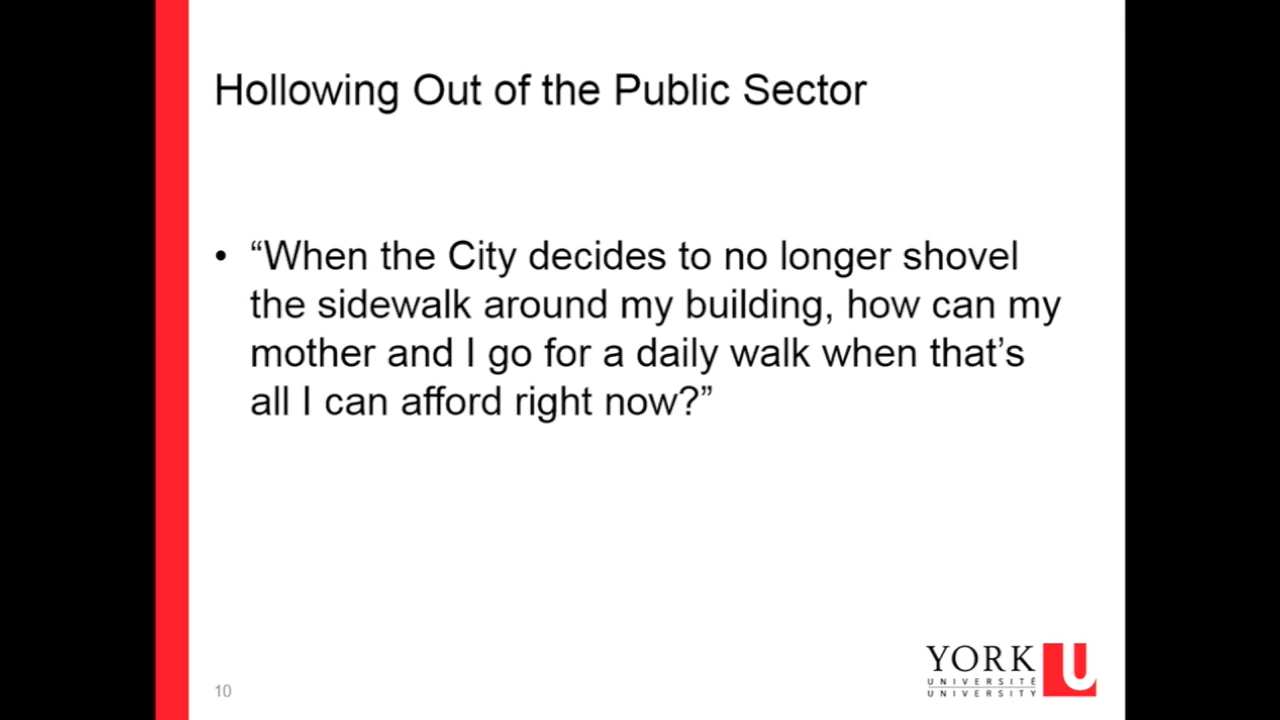 Hollowing Out of the Public Sector
• “When the City decides to no longer shovel
the sidewalk around my building, how can my
mother and I go for a daily walk when that’s
all I can afford right now?”
10
YORK U
UNIVERSITÉ
UNIVERSITY